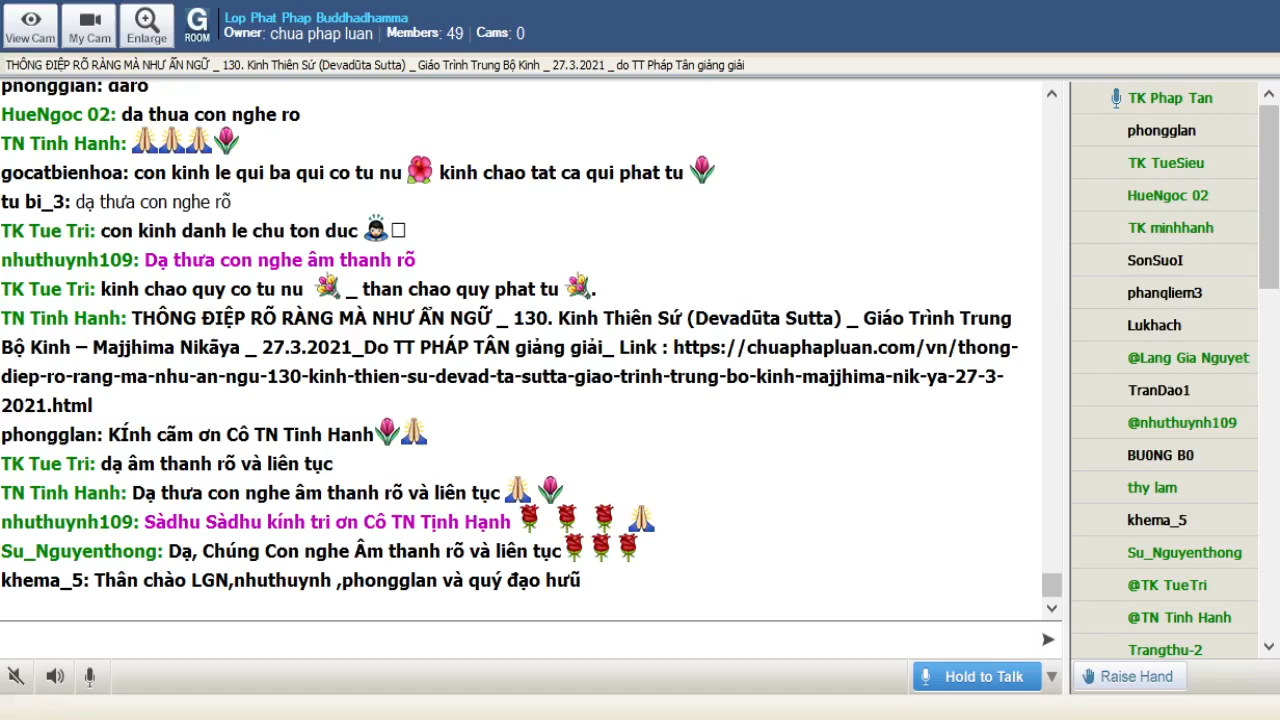 View Cam
My Cam
Enlarge
G
ROOM
Lop Phat Phap Buddhadhamma
Owner: chua phap luan Members: 49 Cams: 0
THÔNG ĐIỆP RÕ RÀNG MÀ NHƯ ẨN NGỮ _ 130. Kinh Thiên Sứ (Devadūta Sutta) _ Giáo Trình Trung Bộ Kinh _ 27.3.2021 _ do TT Pháp Tân giảng giải
phongglan: daro
HueNgoc 02: da thua con nghe ro
TN Tinh Hanh:
gocatbienhoa: con kinh le qui ba qui co tu nu kinh chao tat ca qui phat tu
tu bi_3: dạ thưa con nghe rõ
TK Tue Tri: con kinh danh le chu ton duc
nhuthuynh109: Dạ thưa con nghe âm thanh rõ
TK Tue Tri: kinh chao quy co tu nu _ than chao quy phat tu .
TN Tinh Hanh: THÔNG ĐIỆP RÕ RÀNG MÀ NHƯ ẨN NGỮ _ 130. Kinh Thiên Sứ (Devadūta Sutta) _ Giáo Trình Trung
Bộ Kinh – Majjhima Nikāya _ 27.3.2021_Do TT PHÁP TÂN giảng giải_ Link : https://chuaphapluan.com/vn/thong-
diep-ro-rang-ma-nhu-an-ngu-130-kinh-thien-su-devad-ta-sutta-giao-trinh-trung-bo-kinh-majjhima-nik-ya-27-3-
2021.html
phongglan: KÍnh cãm ơn Cô TN Tinh Hanh
TK Tue Tri: dạ âm thanh rõ và liên tục
TN Tinh Hanh: Dạ thưa con nghe âm thanh rõ và liên tục
nhuthuynh109: Sàdhu Sàdhu kính tri ơn Cô TN Tịnh Hạnh
Su_Nguyenthong: Dạ, Chúng Con nghe Âm thanh rõ và liên tục
khema_5: Thân chào LGN,nhuthuynh ,phongglan và quý đạo hưũ
Hold to Talk
TK Phap Tan
phongglan
TK TueSieu
HueNgoc 02
TK minhhanh
SonSuoI
phanqliem3
Lukhach
@Lang Gia Nguyet
TranDao1
@nhuthuynh109
BU0NG B0
thy lam
khema_5
Su_Nguyenthong
@TK TueTri
@TN Tinh Hanh
Trangthu-2
Raise Hand